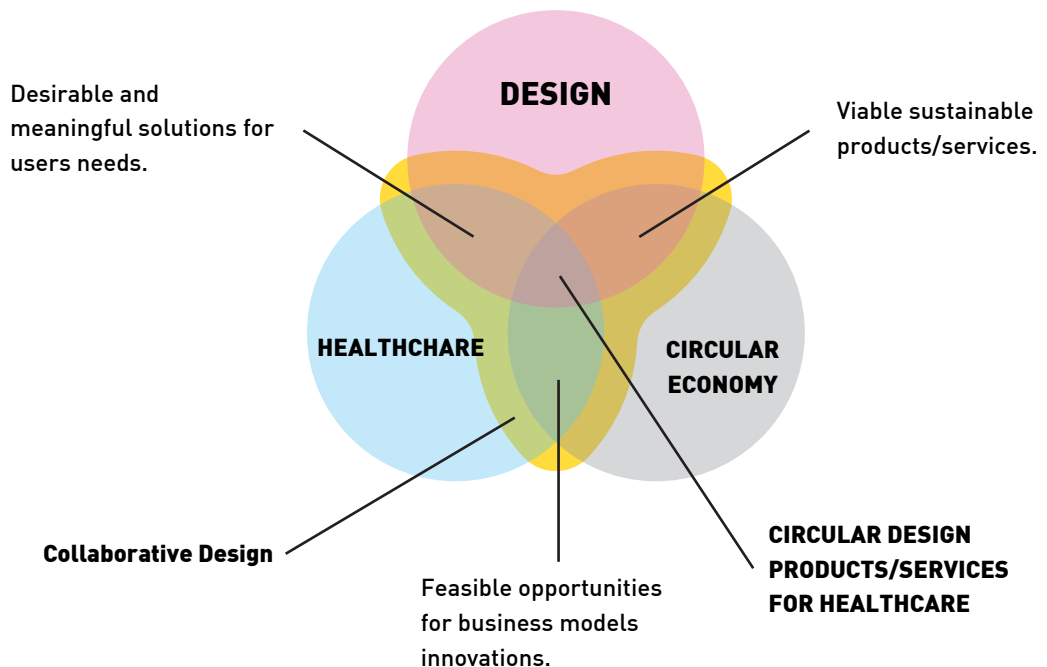 DESIGN
Desirable and
meaningful solutions for
users needs.
Viable sustainable
products/services.
HEALTHCHARE
CIRCULAR
ECONOMY
Collaborative Design
Feasible opportunities
for business models
innovations.
CIRCULAR DESIGN
PRODUCTS/SERVICES
FOR HEALTHCARE